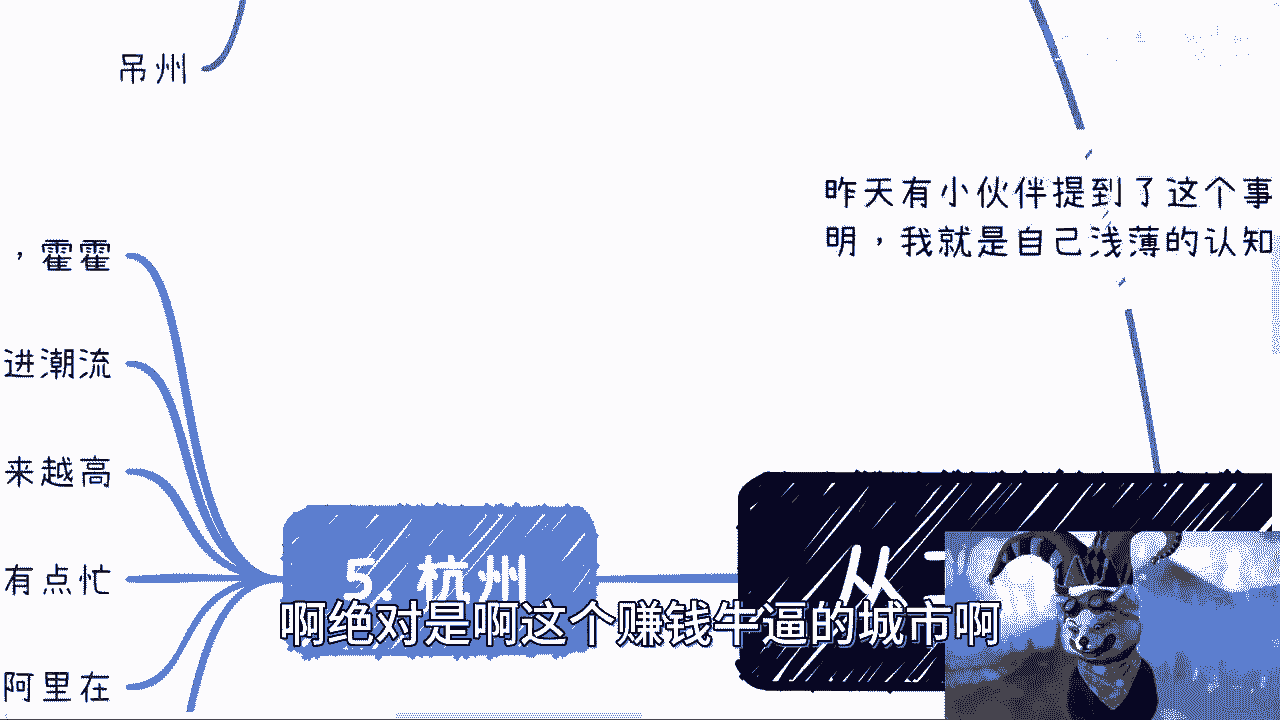 吊州
昨天有小伙伴提到了这个事
明，我就是自己浅薄的认知
，霍霍
进潮流
来越高
有点忙
阿里在
5. 杭州
从
啊绝对是啊这个赚钱牛逼的城市啊